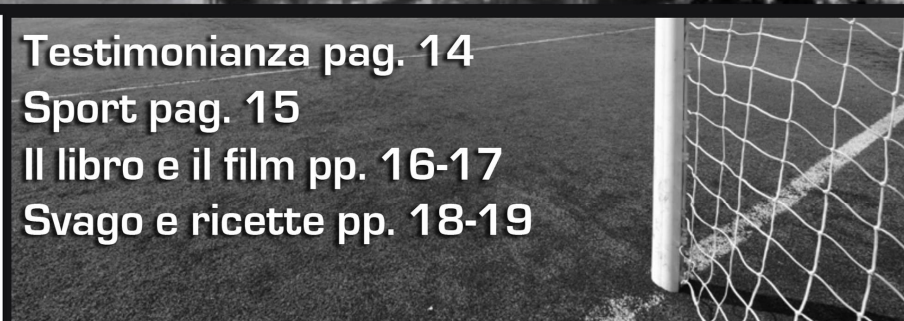 Testimonianza pag. 14
Sport pag. 15
Il libro e il film pp. 16-17
Svago e ricette pp. 18-19